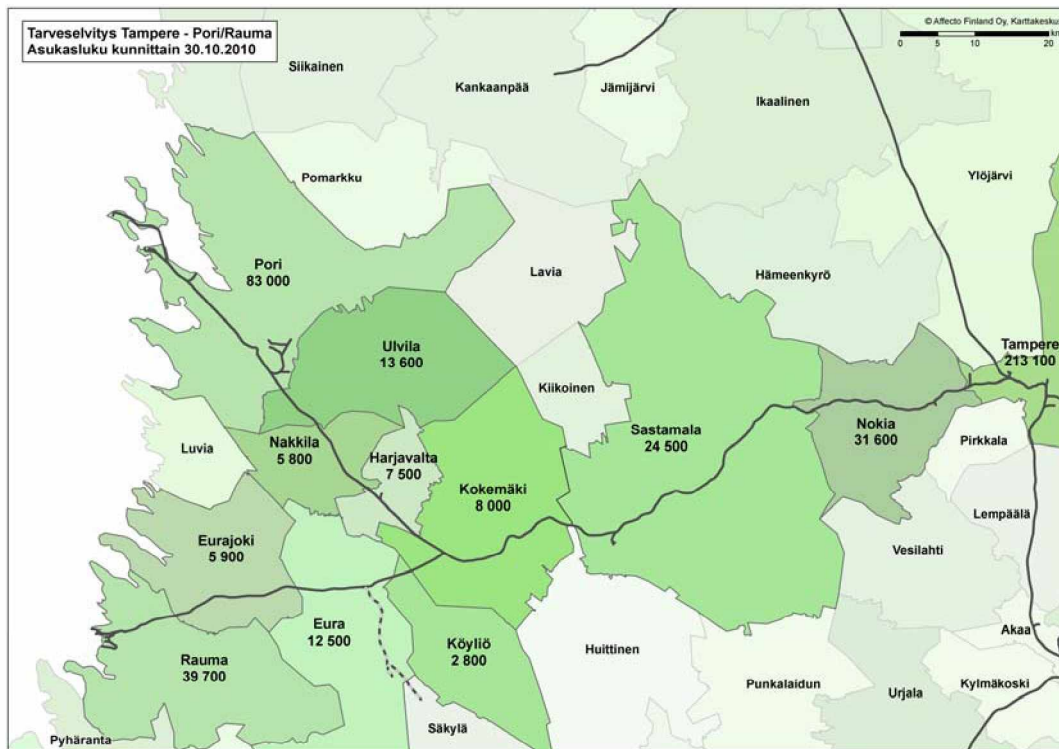 Tarveselvitys Tampere - Pori/Rauma
Asukasluku kunnittain 30.10.2010
© Affecto Finland Oy, Karttakesku
0 5 10 20
km
Siikainen
Kankaanpää
Jämijärvi
Ikaalinen
Pomarkku
Ylöjärvi
Pori
83 000
Lavia
Hämeenkyrö
Ulvila
13 600
Tampere
213 100
Kiikoinen
Luvia
Nakkila
5 800
Harjavalta
7 500
Sastamala
24 500
Nokia
31 600
Pirkkala
Kokemäki
8 000
Lempäälä
Eurajoki
5 900
Vesilahti
Eura
12 500
Köyliö
2 800
Huittinen
Akaa
Rauma
39 700
Punkalaidun
Urjala
Kylmäkoski
Säkylä
Pyhäranta